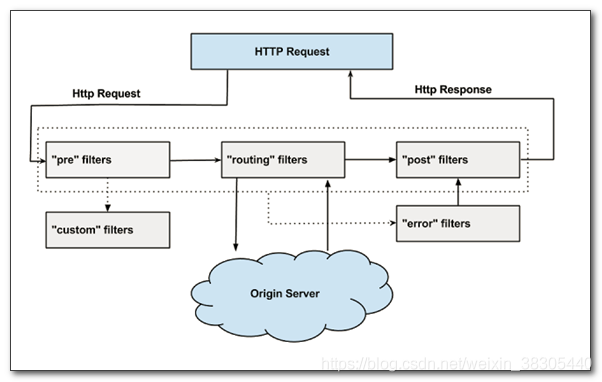 HTTP Request
Http Request
Http Response
"pre" filters
"routing" filters
"post" filters
"custom" filters
"error" filters
Origin Server
https://blog.csdn.net/weixin_38305440